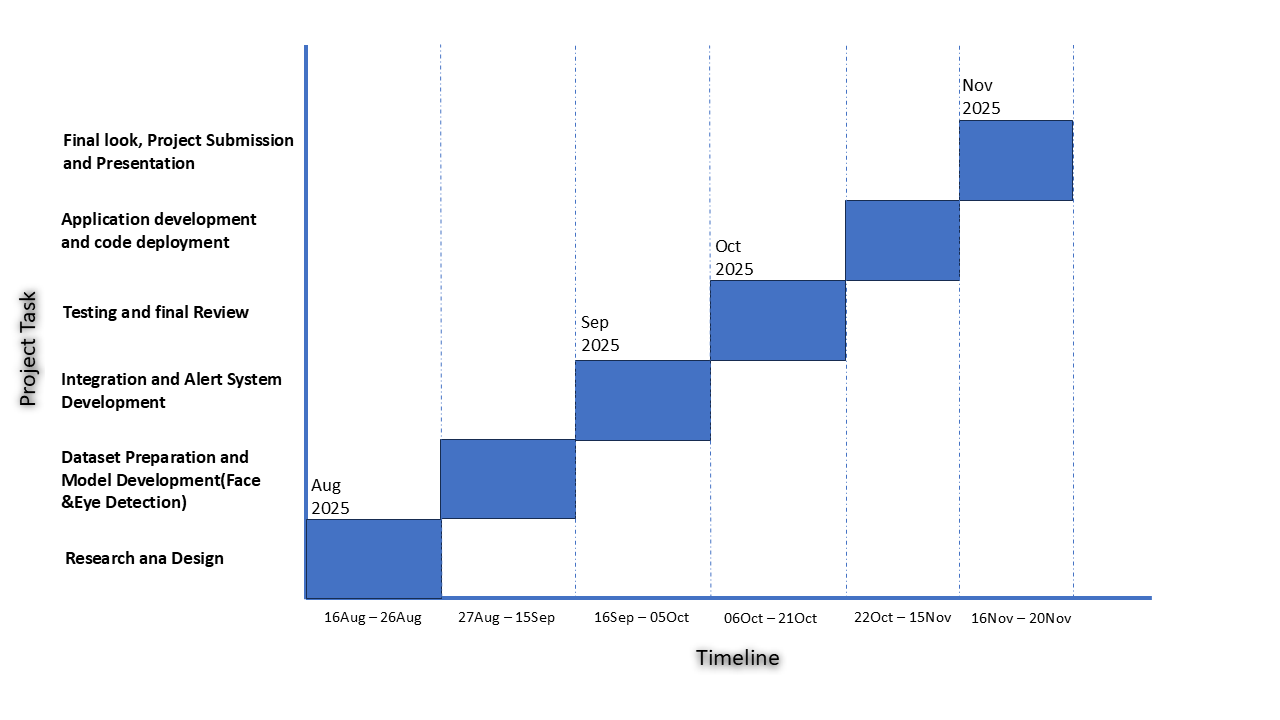 Nov
2025
Final look, Project Submission
and Presentation
Application development
and code deployment
Oct
2025
Testing and final Review
Sep
2025
Integration and Alert System
Development
Dataset Preparation and
Model Development(Face
&Eye Detection)
Aug
2025
Research ana Design
Project Task
16Aug – 26Aug
27Aug – 15Sep
16Sep – 05Oct
06Oct – 21Oct
22Oct – 15Nov
16Nov – 20Nov
Timeline